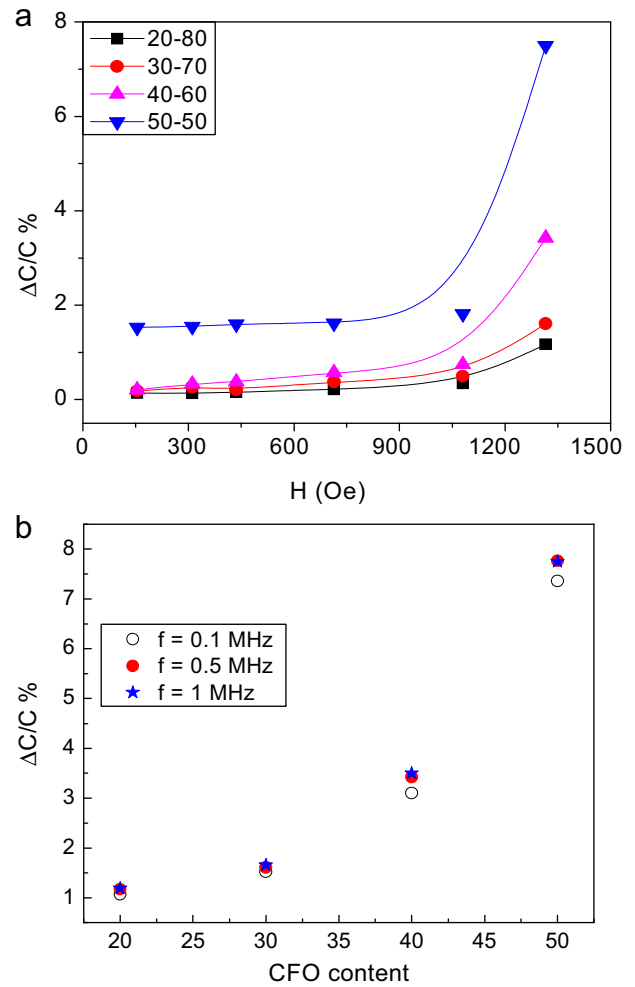 a
20-80
30-70
40-60
50-50
8
6
4
2
0
ΔC/C %
0 300 600 900 1200 1500
H (Oe)
b
f = 0.1 MHz
f = 0.5 MHz
f = 1 MHz
8
7
6
5
4
3
2
1
ΔC/C %
20 25 30 35 40 45 50
CFO content